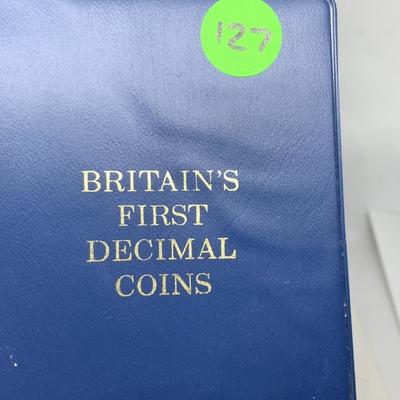 127
BRITAIN'S
FIRST
DECIMAL
COINS